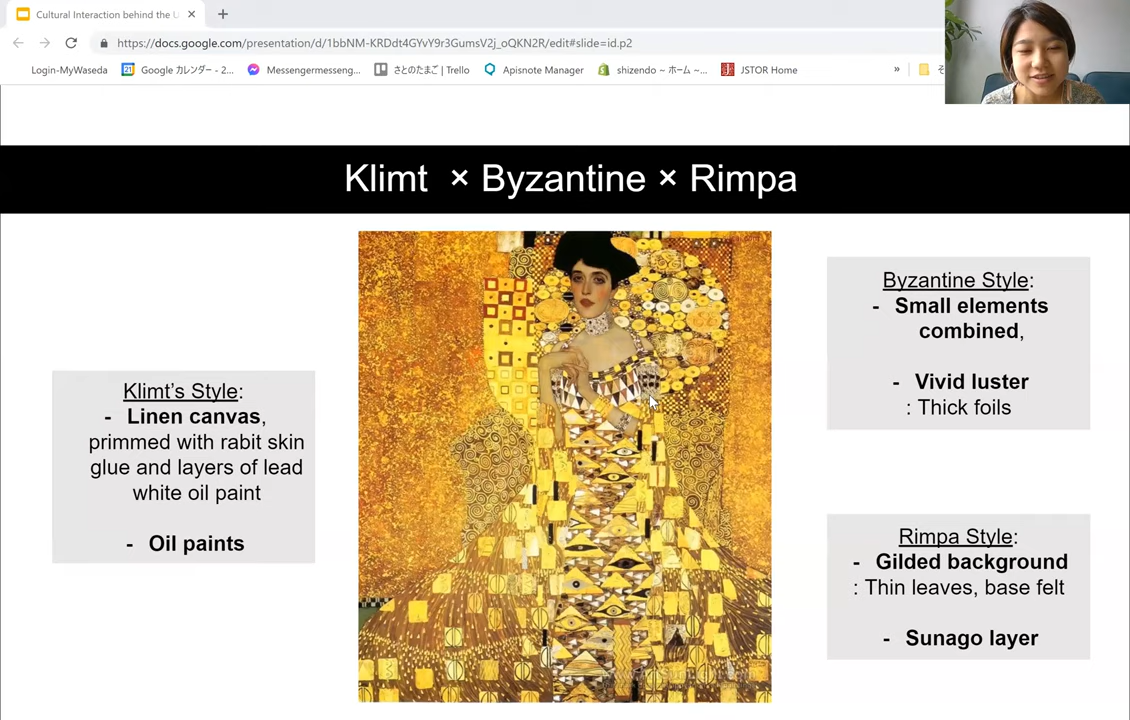 Cultural Interaction behind the U
https://docs.google.com/presentation/d/1bbNM-KRDdt4GYvY9r3GumsV2j_oQKN2R/edit#slide=id.p2
Login-MyWaseda
Google カレンダー - 2...
Messengermesseng...
さとのたまご | Trello
Apisnote Manager
shizendo ~ ホーム ~...
JSTOR Home
»
Klimt × Byzantine × Rimpa
Klimt's Style:
- Linen canvas,
primmed with rabit skin
glue and layers of lead
white oil paint
- Oil paints
Byzantine Style:
- Small elements
combined,
- Vivid luster
: Thick foils
Rimpa Style:
- Gilded background
: Thin leaves, base felt
- Sunago layer